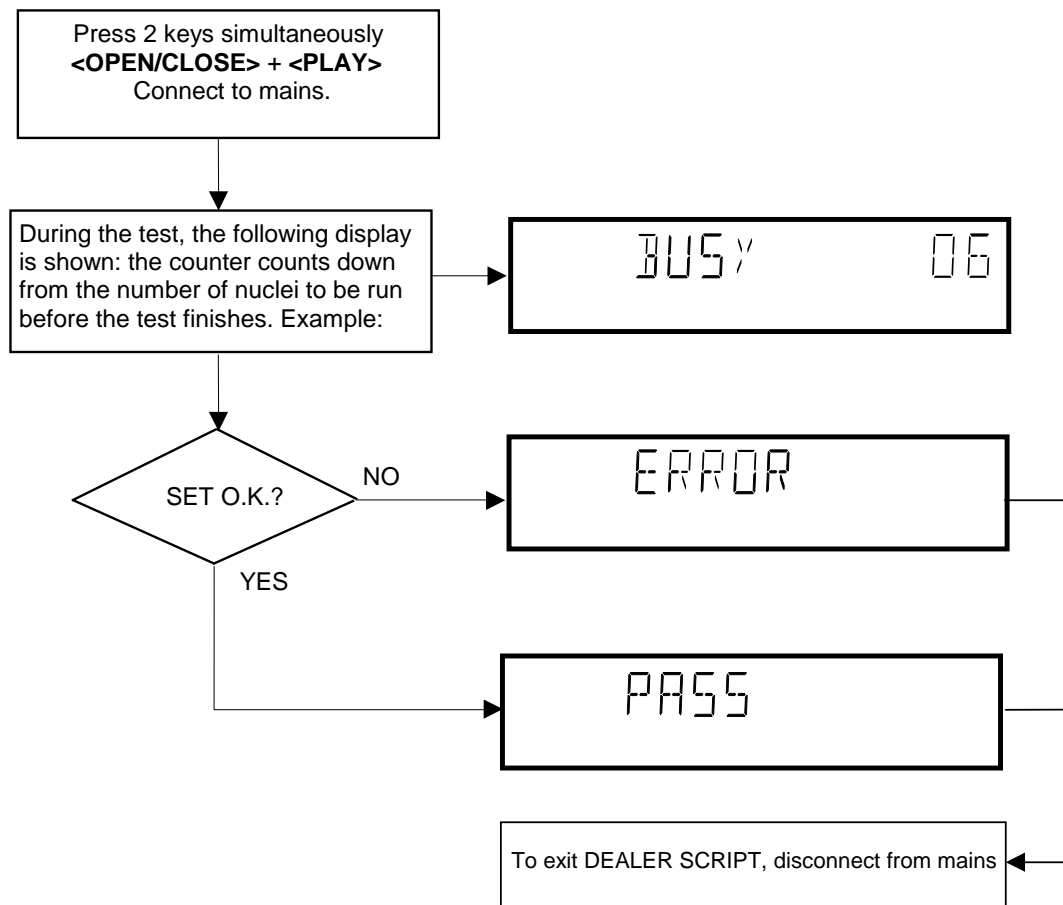 Press 2 keys simultaneously
<OPEN/CLOSE> + <PLAY>
Connect to mains.
During the test, the following display
is shown: the counter counts down
from the number of nuclei to be run
before the test finishes. Example:
BUSY 06
SET O.K.?
NO
ERROR
YES
PASS
To exit DEALER SCRIPT, disconnect from mains